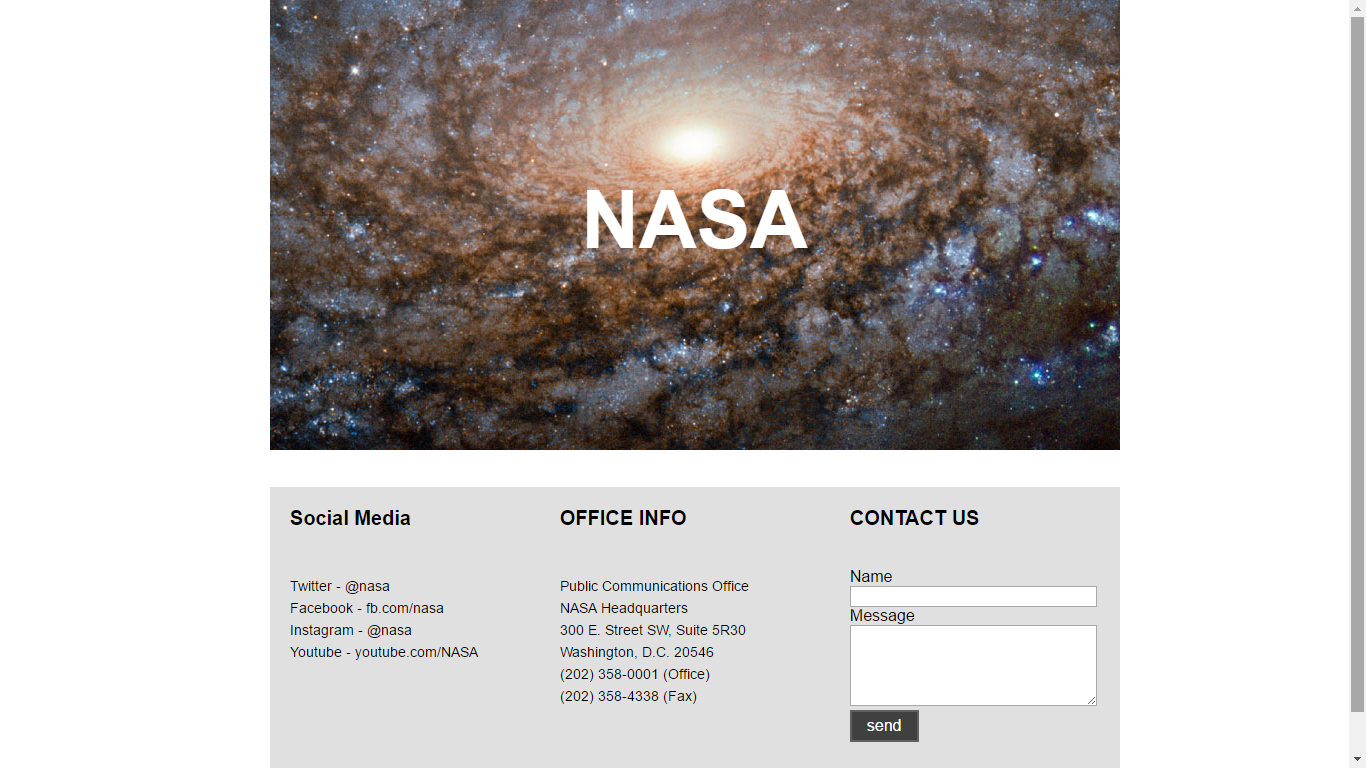 NASA
Social Media
Twitter - @nasa
Facebook - fb.com/nasa
Instagram - @nasa
Youtube - youtube.com/NASA
OFFICE INFO
Public Communications Office
NASA Headquarters
300 E. Street SW, Suite 5R30
Washington, D.C. 20546
(202) 358-0001 (Office)
(202) 358-4338 (Fax)
CONTACT US
Name
Message
send